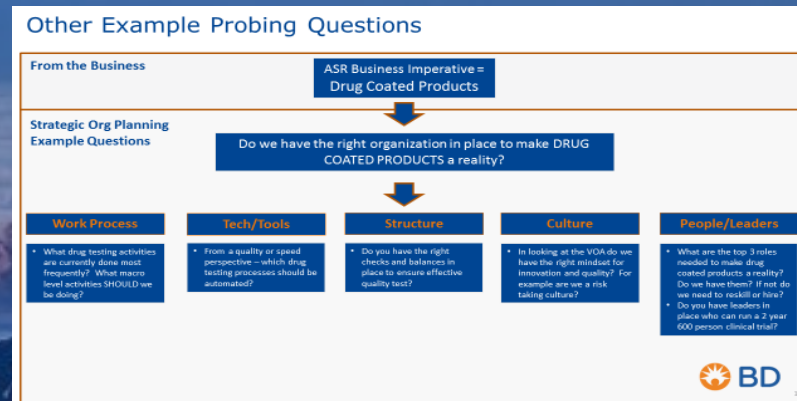 Other Example Probing Questions
From the Business
ASR Business Imperative =
Drug Coated Products
Strategic Org Planning
Example Questions
Do we have the right organization in place to make DRUG
COATED PRODUCTS a reality?
Work Process
• What drug testing activities
are currently done most
frequently? What macro
level activities SHOULD we
be doing?
Tech/Tools
• From a quality or speed
perspective – which drug
testing processes should be
automated?
Structure
• Do you have the right
checks and balances in
place to ensure effective
quality test?
Culture
• In looking at the VOA do we
have the right mindset for
innovation and quality? For
example are we a risk
taking culture?
People/Leaders
• What are the top 3 roles
needed to make drug
coated products a reality?
Do we have them? If not do
we need to reskill or hire?
• Do you have leaders in
place who can run a 2 year
600 person clinical trial?
BD